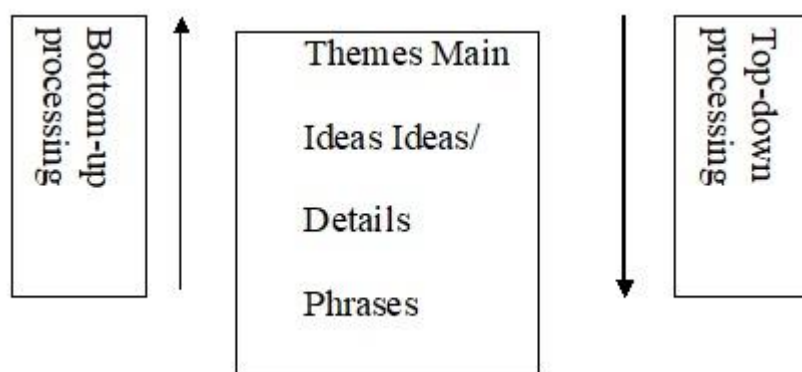 Bottom-up
processing
Themes Main
Ideas Ideas/
Details
Phrases
Top-down
processing